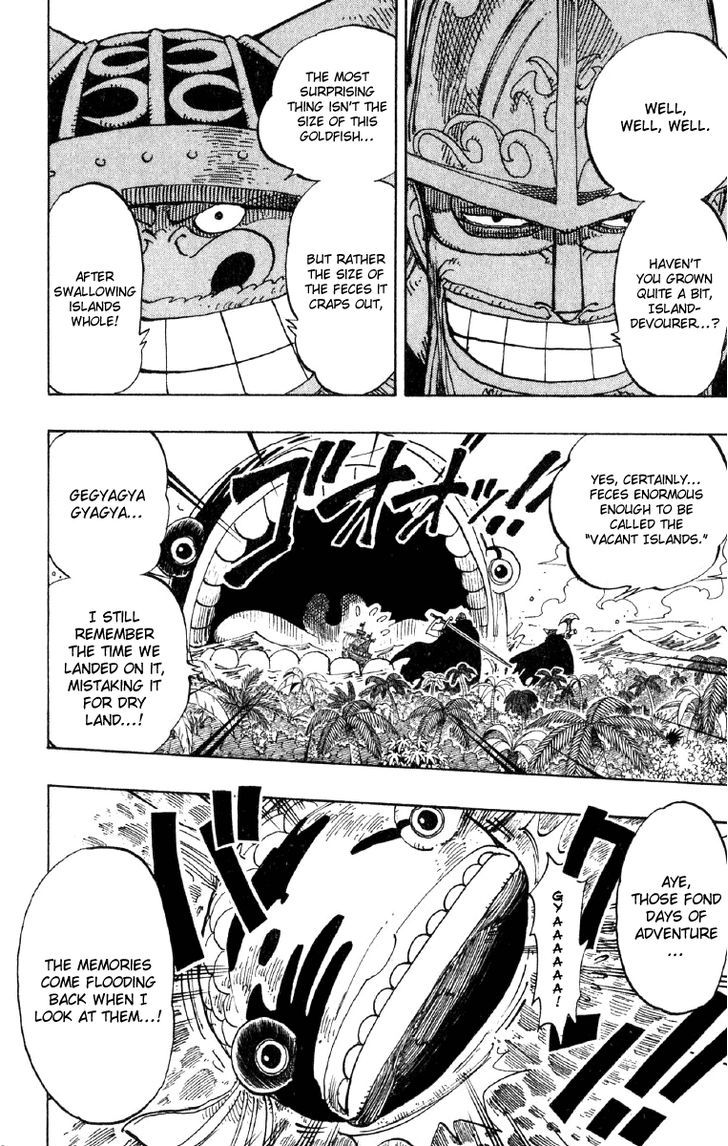 WELL,
WELL, WELL.
HAVEN'T
YOU GROWN
QUITE A BIT,
ISLAND-
DEVOURER...?
THE MOST
SURPRISING
THING ISN'T THE
SIZE OF THIS
GOLDFISH...
BUT RATHER
THE SIZE OF
THE FECES IT
CRAPS OUT,
AFTER
SWALLOWING
ISLANDS
WHOLE!
YES, CERTAINLY...
FECES ENORMOUS
ENOUGH TO BE
CALLED THE
"VACANT ISLANDS."
ゴオオオッ!!
GEGYAGYA
GYAGYA...
I STILL
REMEMBER
THE TIME WE
LANDED ON IT,
MISTAKING IT
FOR DRY
LAND...!
AYE,
THOSE FOND
DAYS OF
ADVENTURE
...
GYAAAAAA!
THE MEMORIES
COME FLOODING
BACK WHEN I
LOOK AT THEM...!